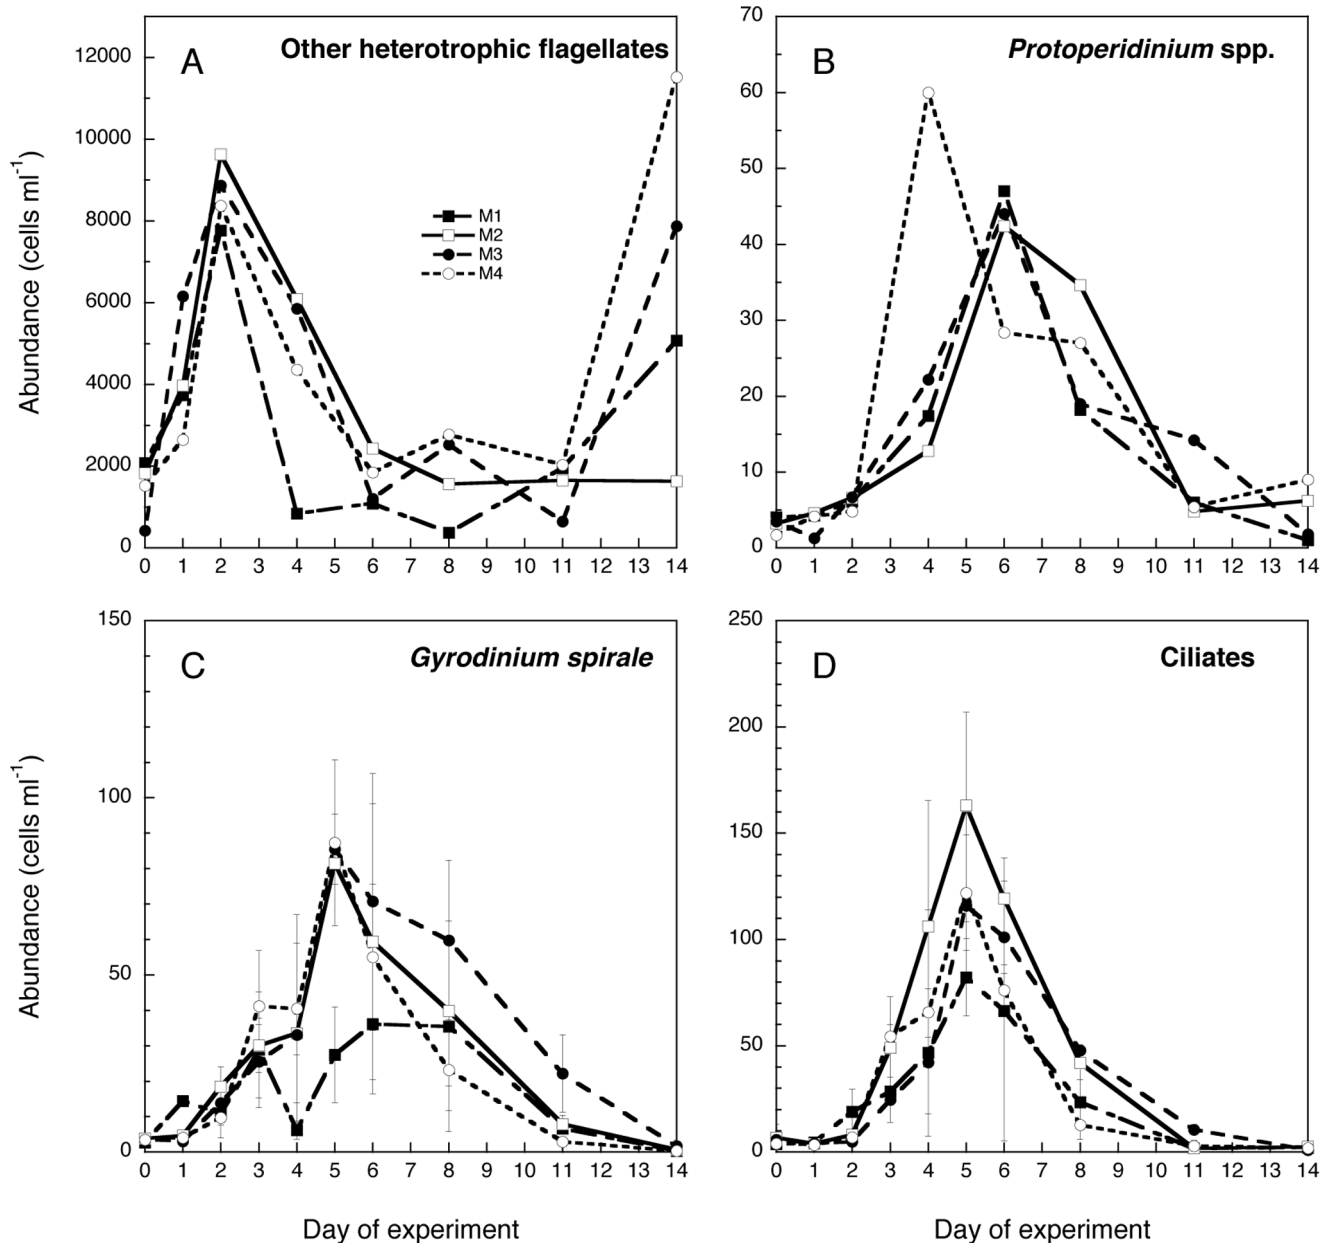 A
Other heterotrophic flagellates
12000
10000
8000
6000
4000
2000
0
Abundance (cells ml-1)
M1
M2
M3
M4
0 1 2 3 4 5 6 7 8 9 10 11 12 13 14
B
Protoperidinium spp.
70
60
50
40
30
20
10
0
0 1 2 3 4 5 6 7 8 9 10 11 12 13 14
C
Gyrodinium spirale
150
100
50
0
Abundance (cells ml-1)
0 1 2 3 4 5 6 7 8 9 10 11 12 13 14
Day of experiment
D
Ciliates
250
200
150
100
50
0
0 1 2 3 4 5 6 7 8 9 10 11 12 13 14
Day of experiment